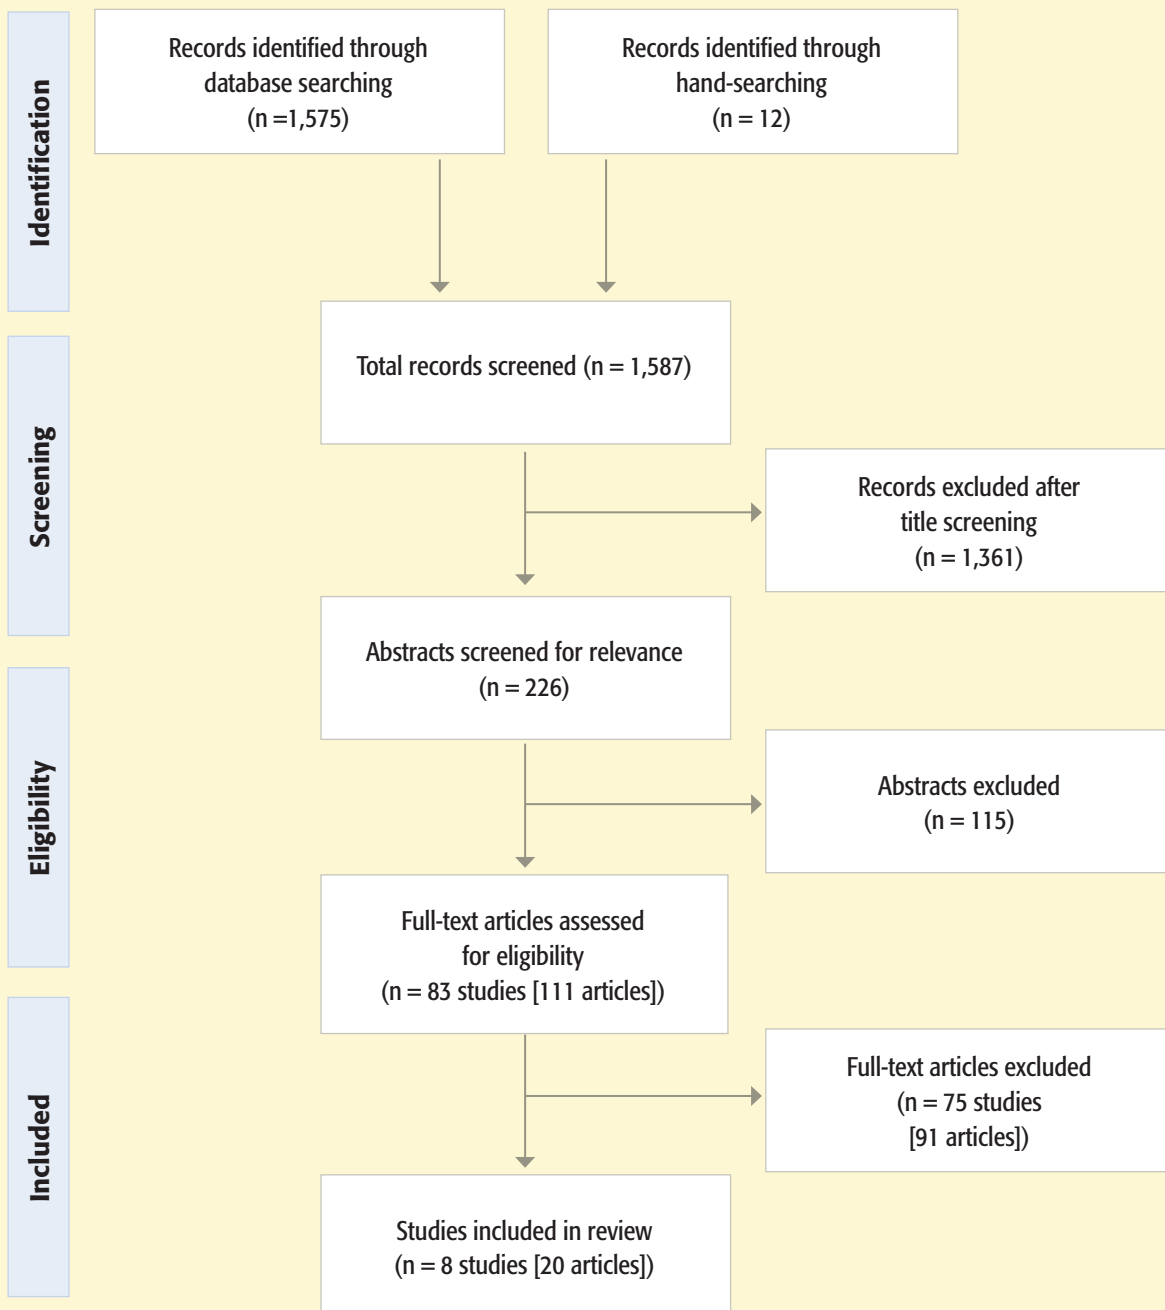 Identification
Records identified through
database searching
(n =1,575)
Records identified through
hand-searching
(n = 12)
Screening
Total records screened (n = 1,587)
Records excluded after
title screening
(n = 1,361)
Abstracts screened for relevance
(n = 226)
Eligibility
Abstracts excluded
(n = 115)
Full-text articles assessed
for eligibility
(n = 83 studies [111 articles])
Included
Full-text articles excluded
(n = 75 studies
[91 articles])
Studies included in review
(n = 8 studies [20 articles])